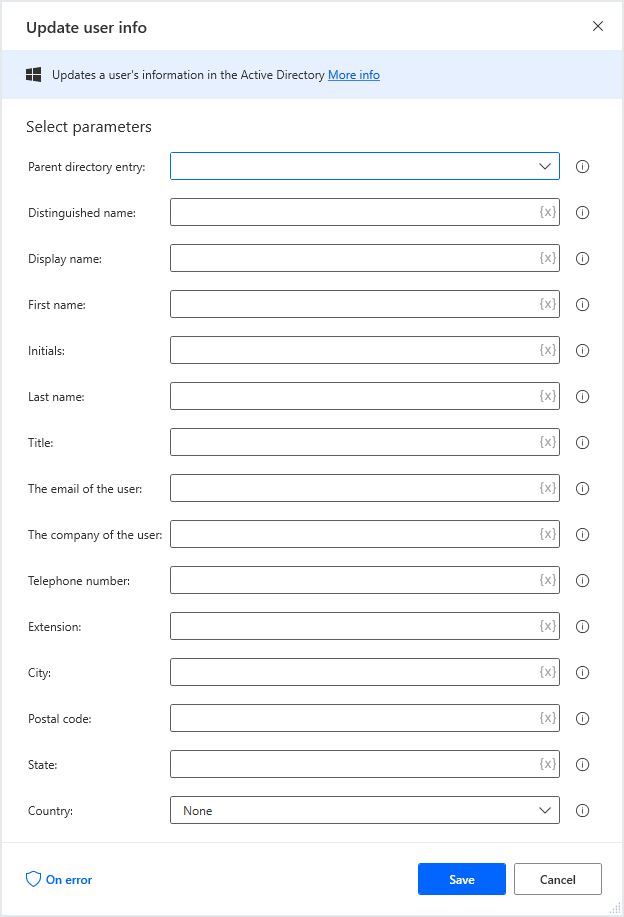 Update user info
Updates a user's information in the Active Directory More info
Select parameters
Parent directory entry:
Distinguished name: {x}
Display name: {x}
First name: {x}
Initials: {x}
Last name: {x}
Title: {x}
The email of the user: {x}
The company of the user: {x}
Telephone number: {x}
Extension: {x}
City: {x}
Postal code: {x}
State: {x}
Country: None
On error Save Cancel